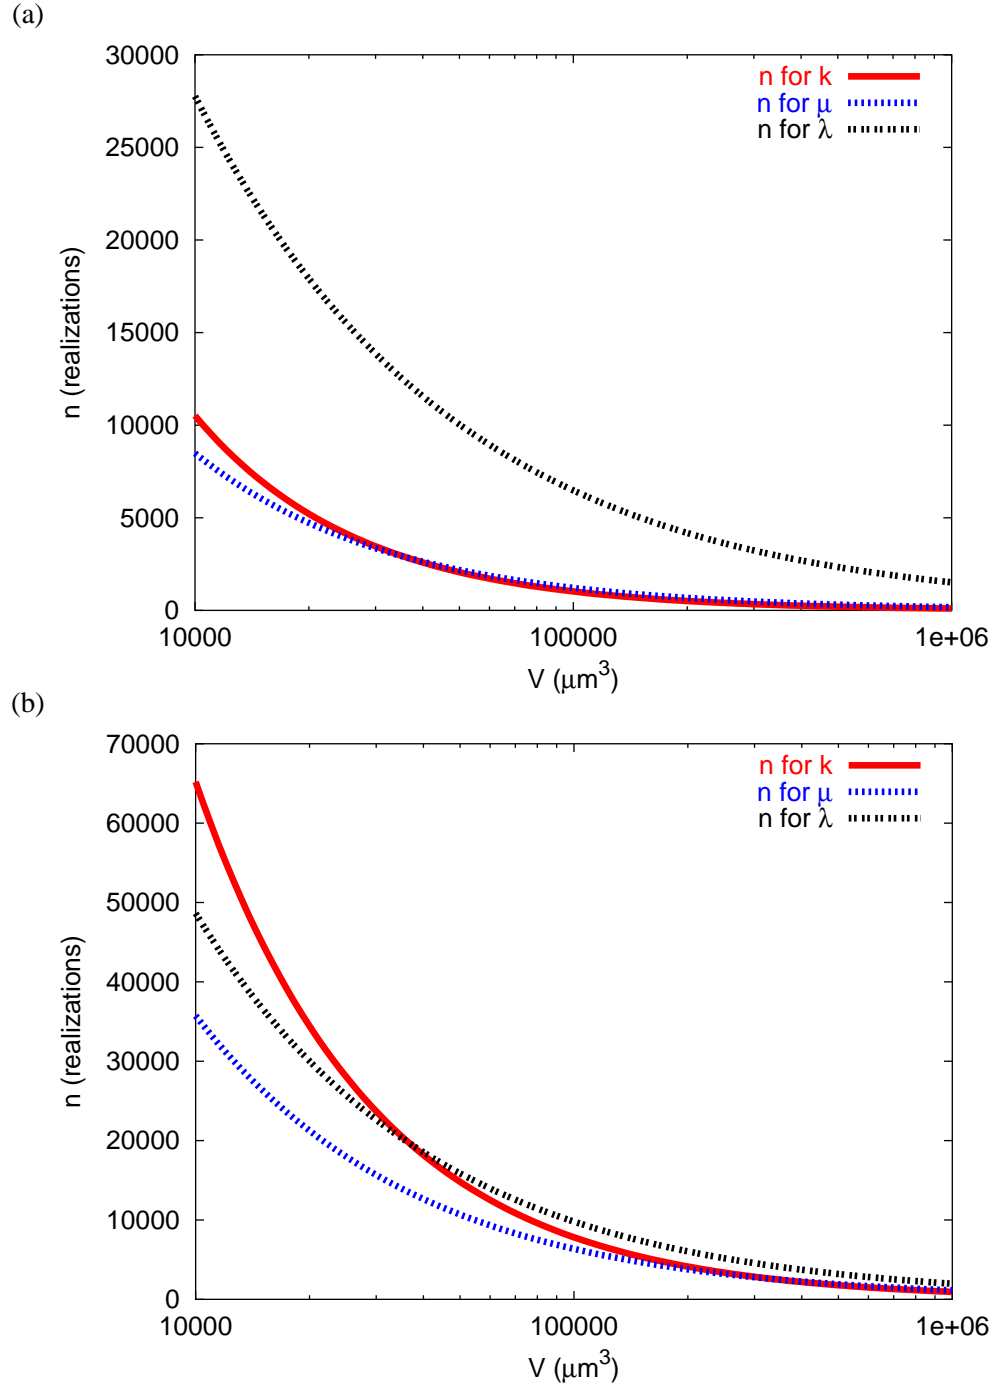 (a)
30000
25000
20000
15000
10000
5000
0
n (realizations)
n for k
n for μ
n for λ
10000 100000 1e+06
V (μm³)
(b)
70000
60000
50000
40000
30000
20000
10000
0
n (realizations)
n for k
n for μ
n for λ
10000 100000 1e+06
V (μm³)